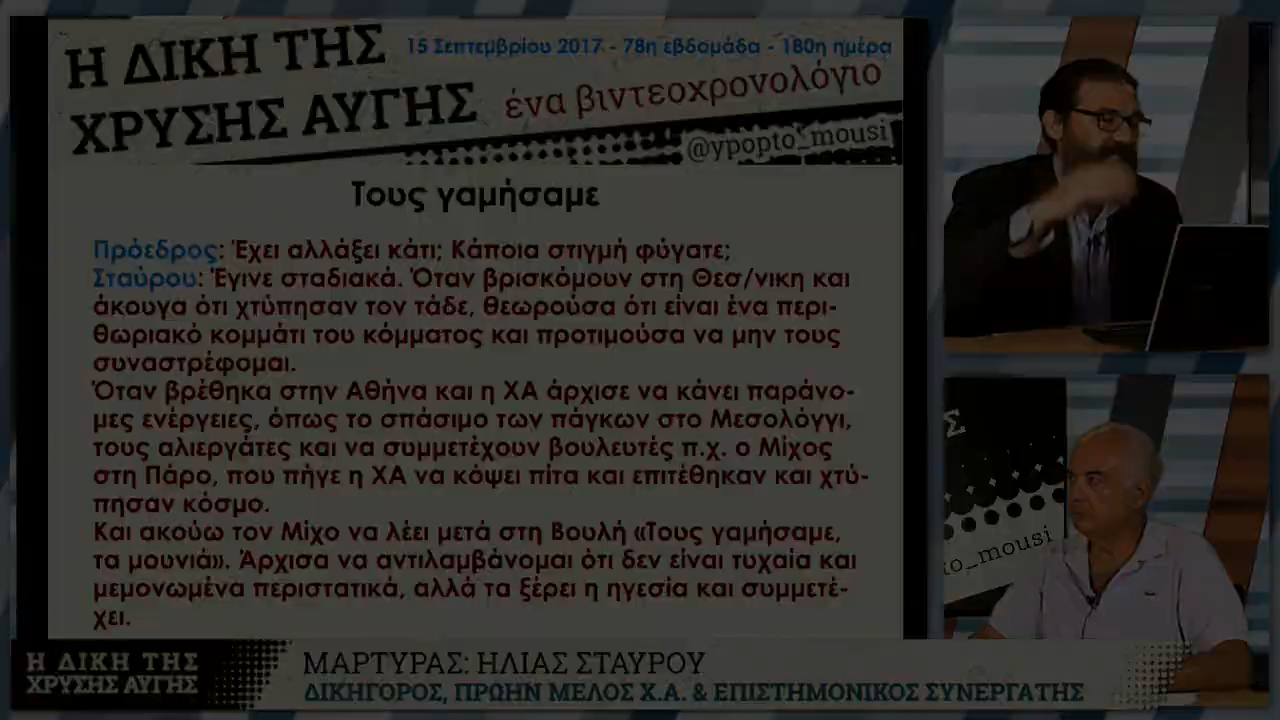 Η ΔΙΚΗ ΤΗΣ
ΧΡΥΣΗΣ ΑΥΓΗΣ
15 Σεπτεμβρίου 2017 - 78η εβδομάδα - 180η ημέρα
ένα βιντεοχρονολόγιο
@ypopto_mousi
Τους γαμήσαμε
Πρόεδρος: Έχει αλλάξει κάτι; Κάποια στιγμή φύγατε;
Σταύρου: Έγινε σταδιακά. Όταν βρισκόμουν στη Θεσ/νικη και
άκουγα ότι χτύπησαν τον τάδε, θεωρούσα ότι είναι ένα περι-
θωριακό κομμάτι του κόμματος και προτιμούσα να μην τους
συναστρέφομαι.
Όταν βρέθηκα στην Αθήνα και η ΧΑ άρχισε να κάνει παράνο-
μες ενέργειες, όπως το σπάσιμο των πάγκων στο Μεσολόγγι,
τους αλιεργάτες και να συμμετέχουν βουλευτές π.χ. ο Μίχος
στη Πάρο, που πήγε η ΧΑ να κόψει πίτα και επιτέθηκαν και χτύ-
πησαν κόσμο.
Και ακούω τον Μίχο να λέει μετά στη Βουλή «Τους γαμήσαμε,
τα μουνιά». Άρχισα να αντιλαμβάνομαι ότι δεν είναι τυχαία και
μεμονωμένα περιστατικά, αλλά τα ξέρει η ηγεσία και συμμετέ-
χει.
Σ
to_mousi
Η ΔΙΚΗ ΤΗΣ
ΧΡΥΣΗΣ ΑΥΓΗΣ
ΜΑΡΤΥΡΑΣ: ΗΛΙΑΣ ΣΤΑΥΡΟΥ
ΔΙΚΗΓΟΡΟΣ, ΠΡΩΗΝ ΜΕΛΟΣ Χ.Α. & ΕΠΙΣΤΗΜΟΝΙΚΟΣ ΣΥΝΕΡΓΑΤΗΣ